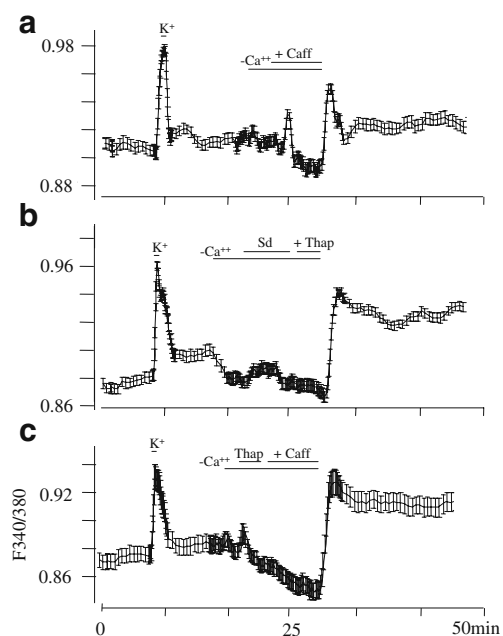 a
K+
0.98
-Ca++
+ Caff
0.88
b
K+
0.96
-Ca++
Sd
+ Thap
0.86
c
K+
-Ca++
Thap
+ Caff
0.92
0.86
F340/380
0
25
50min